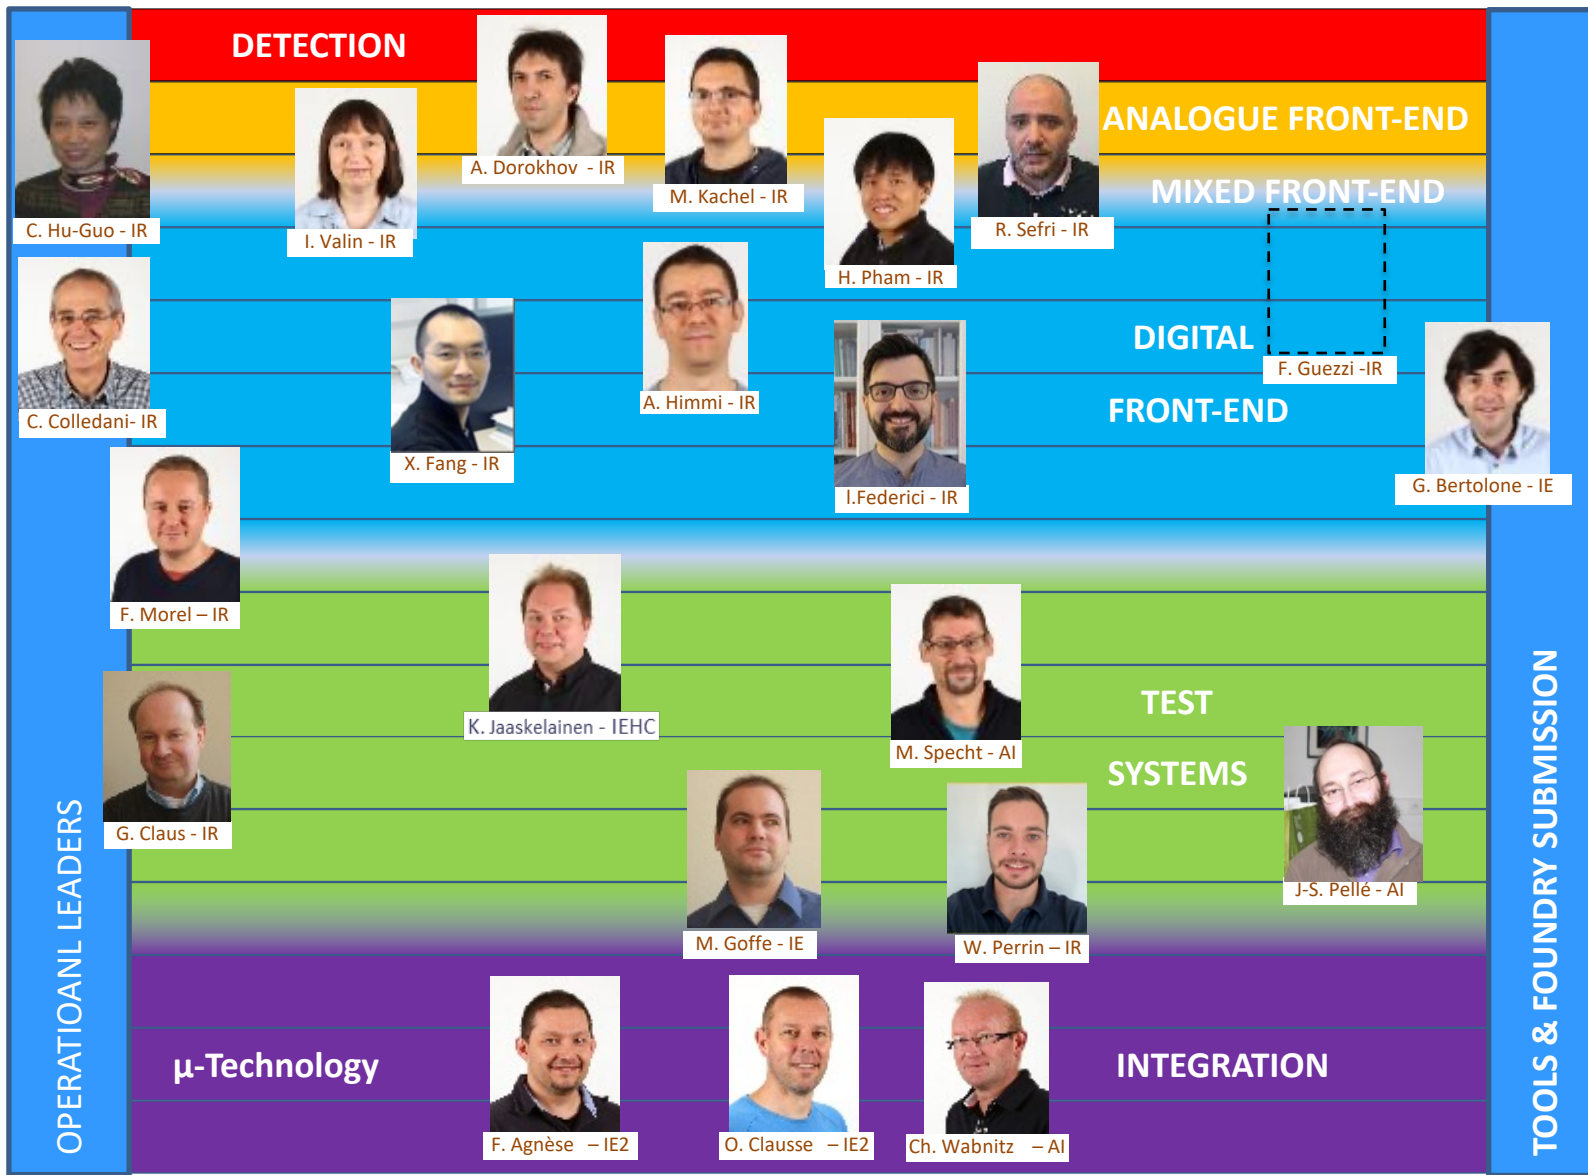 DETECTION
ANALOGUE FRONT-END
A. Dorokhov - IR
M. Kachel - IR
MIXED FRONT-END
C. Hu-Guo - IR
I. Valin - IR
R. Sefri - IR
H. Pham - IR
DIGITAL
F. Guezzi -IR
C. Colledani- IR
A. Himmi - IR
FRONT-END
X. Fang - IR
I.Federici - IR
G. Bertolone - IE
F. Morel – IR
K. Jaaskelainen - IEHC
TEST
M. Specht - AI
SYSTEMS
G. Claus - IR
J-S. Pellé - AI
M. Goffe - IE
W. Perrin – IR
µ-Technology
INTEGRATION
F. Agnèse – IE2
O. Clausse – IE2
Ch. Wabnitz – AI
OPERATIOANL LEADERS
TOOLS & FOUNDRY SUBMISSION